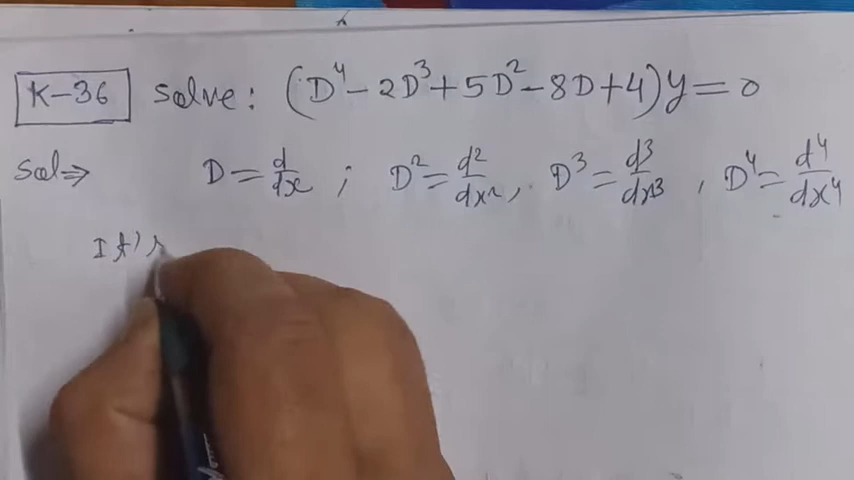 K-36 Solve: (D⁴ - 2D³ + 5D² - 8D + 4)y = 0
Sol ⇒ D = d/dx ; D² = d²/dx², D³ = d³/dx³, D⁴ = d⁴/dx⁴
It's